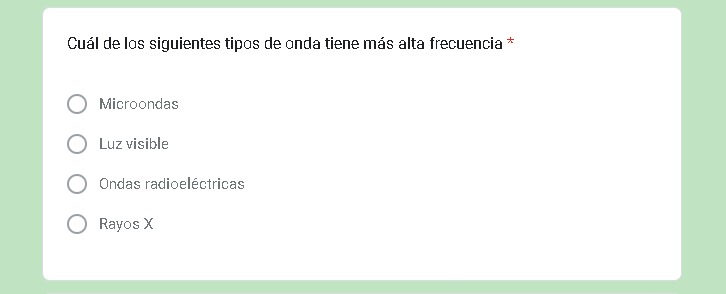 Cuál de los siguientes tipos de onda tiene más alta frecuencia *
Microondas
Luz visible
Ondas radioeléctricas
Rayos X